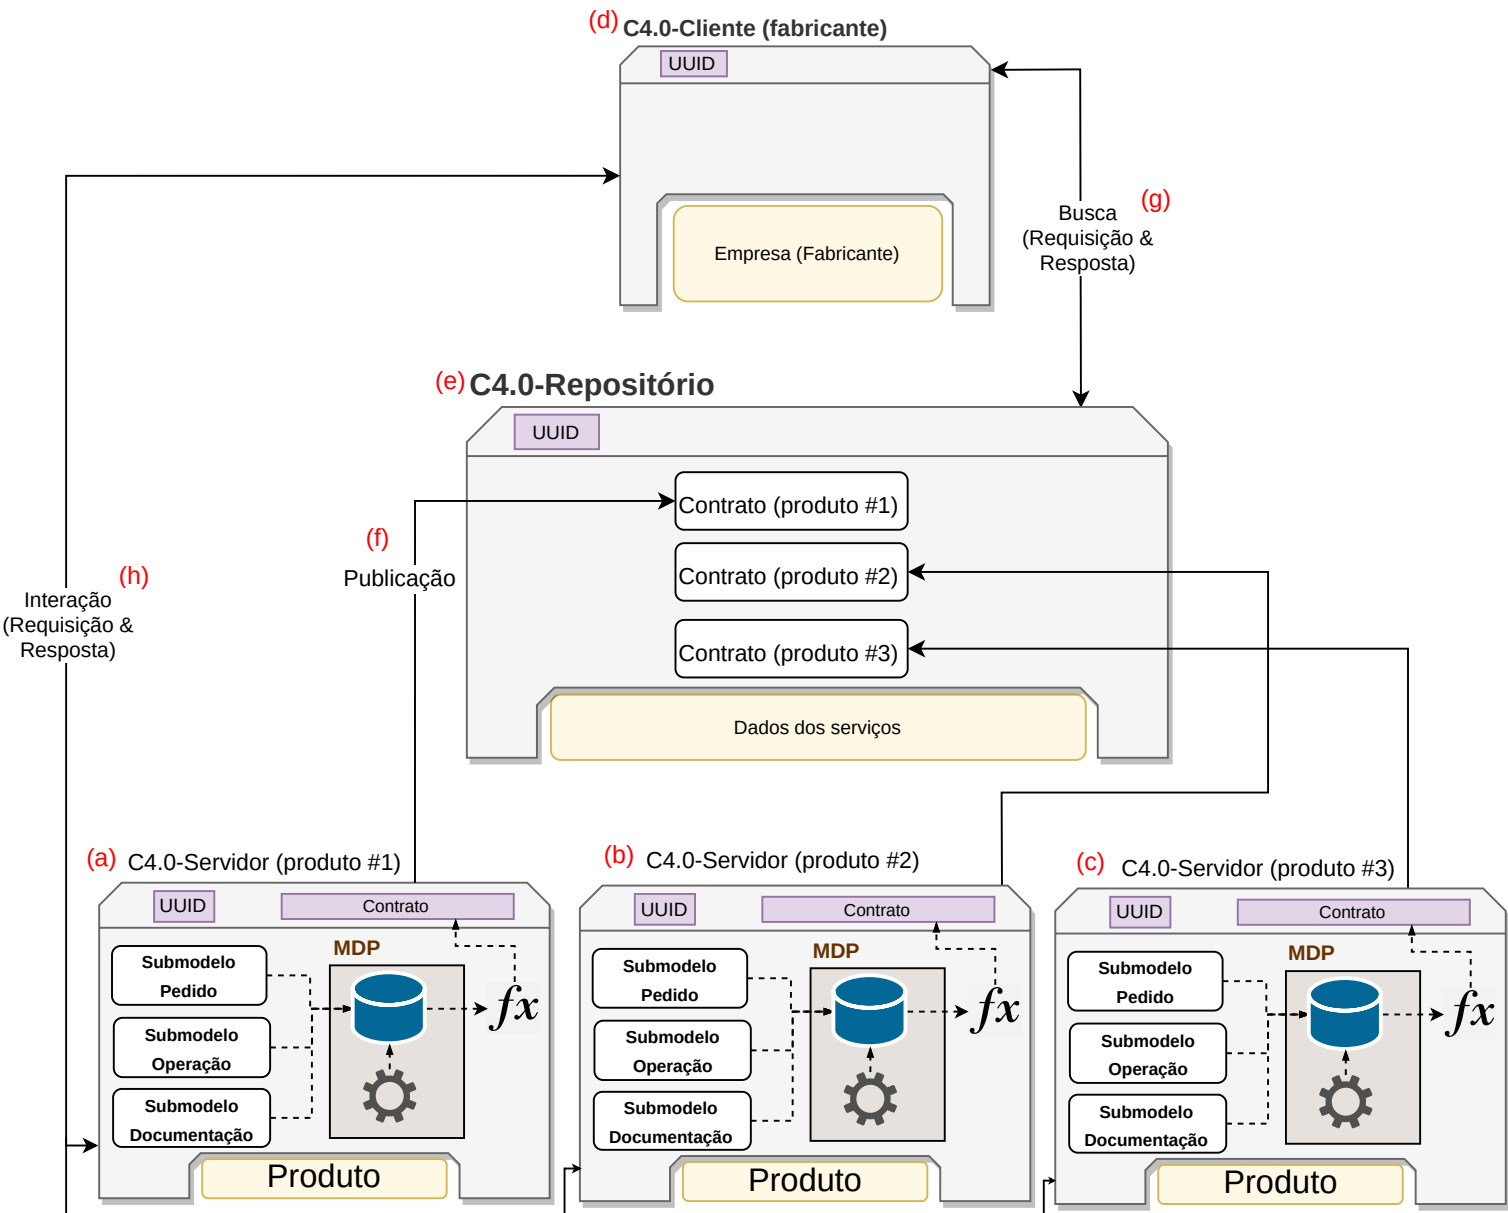 (d) C4.0-Cliente (fabricante)
UUID
Empresa (Fabricante)
(g)
Busca
(Requisição &
Resposta)
(e) C4.0-Repositório
UUID
Contrato (produto #1)
Contrato (produto #2)
Contrato (produto #3)
Dados dos serviços
(f)
Publicação
(h)
Interação
(Requisição &
Resposta)
(a) C4.0-Servidor (produto #1)
UUID
Contrato
MDP
Submodelo
Pedido
Submodelo
Operação
Submodelo
Documentação
fx
Produto
(b) C4.0-Servidor (produto #2)
UUID
Contrato
MDP
Submodelo
Pedido
Submodelo
Operação
Submodelo
Documentação
fx
Produto
(c) C4.0-Servidor (produto #3)
UUID
Contrato
MDP
Submodelo
Pedido
Submodelo
Operação
Submodelo
Documentação
fx
Produto